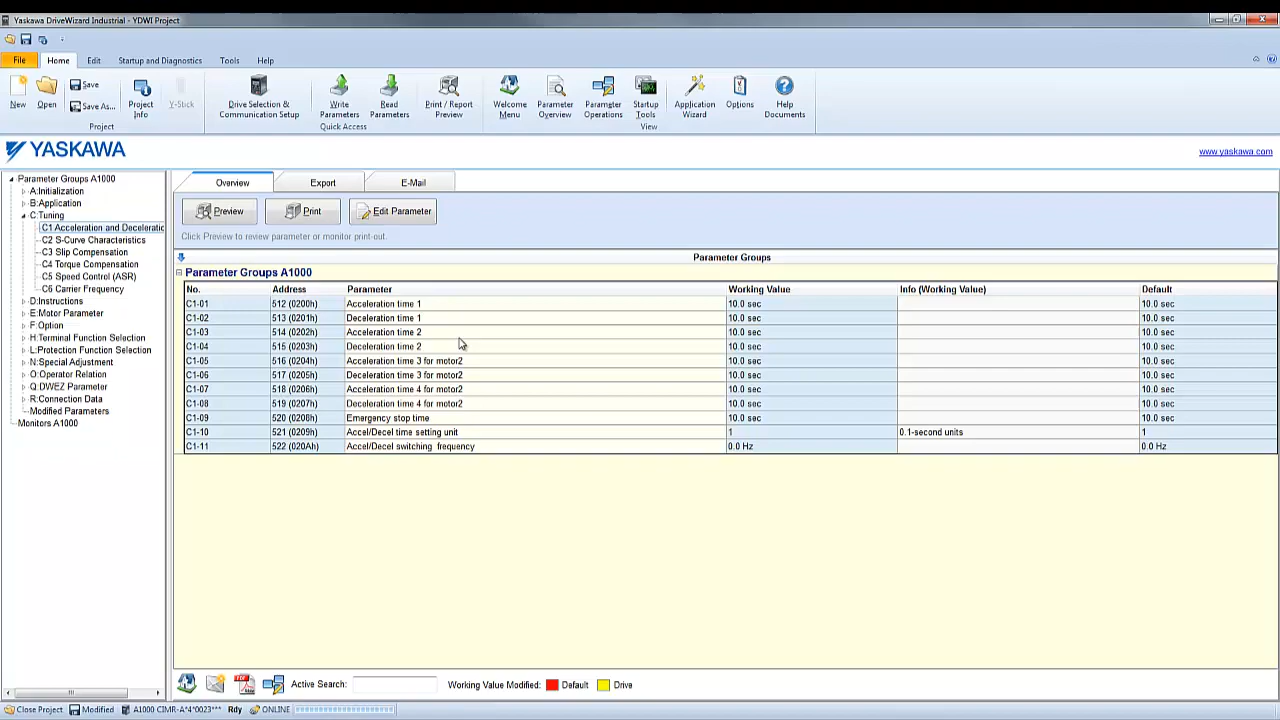 Yaskawa DriveWizard Industrial - YDWI Project
File Home Edit Startup and Diagnostics Tools Help
New Open Save Save As... Project Info Y-Stick Drive Selection & Communication Setup Write Parameters Read Parameters Print / Report Preview Welcome Menu Parameter Overview Parameter Operations Startup Tools Application Wizard Options Help Documents
Project Quick Access View
YASKAWA www.yaskawa.com
Parameter Groups A1000
A:Initialization
B:Application
C:Tuning
C1 Acceleration and Deceleratio
C2 S-Curve Characteristics
C3 Slip Compensation
C4 Torque Compensation
C5 Speed Control (ASR)
C6 Carrier Frequency
D:Instructions
E:Motor Parameter
F:Option
H:Terminal Function Selection
L:Protection Function Selection
N:Special Adjustment
O:Operator Relation
Q:DWEZ Parameter
R:Connection Data
Modified Parameters
Monitors A1000
Overview Export E-Mail
Preview Print Edit Parameter
Click Preview to review parameter or monitor print-out.
Parameter Groups
Parameter Groups A1000
No. Address Parameter Working Value Info (Working Value) Default
C1-01 512 (0200h) Acceleration time 1 10.0 sec 10.0 sec
C1-02 513 (0201h) Deceleration time 1 10.0 sec 10.0 sec
C1-03 514 (0202h) Acceleration time 2 10.0 sec 10.0 sec
C1-04 515 (0203h) Deceleration time 2 10.0 sec 10.0 sec
C1-05 516 (0204h) Acceleration time 3 for motor2 10.0 sec 10.0 sec
C1-06 517 (0205h) Deceleration time 3 for motor2 10.0 sec 10.0 sec
C1-07 518 (0206h) Acceleration time 4 for motor2 10.0 sec 10.0 sec
C1-08 519 (0207h) Deceleration time 4 for motor2 10.0 sec 10.0 sec
C1-09 520 (0208h) Emergency stop time 10.0 sec 10.0 sec
C1-10 521 (0209h) Accel/Decel time setting unit 1 0.1-second units 1
C1-11 522 (020Ah) Accel/Decel switching frequency 0.0 Hz 0.0 Hz
PDF Active Search: Working Value Modified: Default Drive
Close Project Modified A1000 CIMR-A*4*0023*** Rdy ONLINE